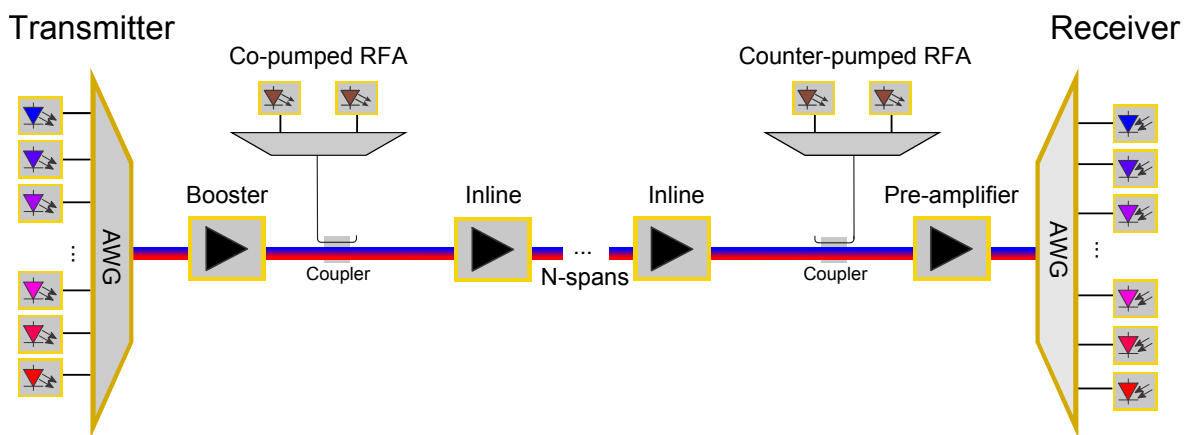 Transmitter
Receiver
Co-pumped RFA
Counter-pumped RFA
Booster
Inline
Inline
Pre-amplifier
AWG
...
Coupler
...
N-spans
Coupler
AWG
...